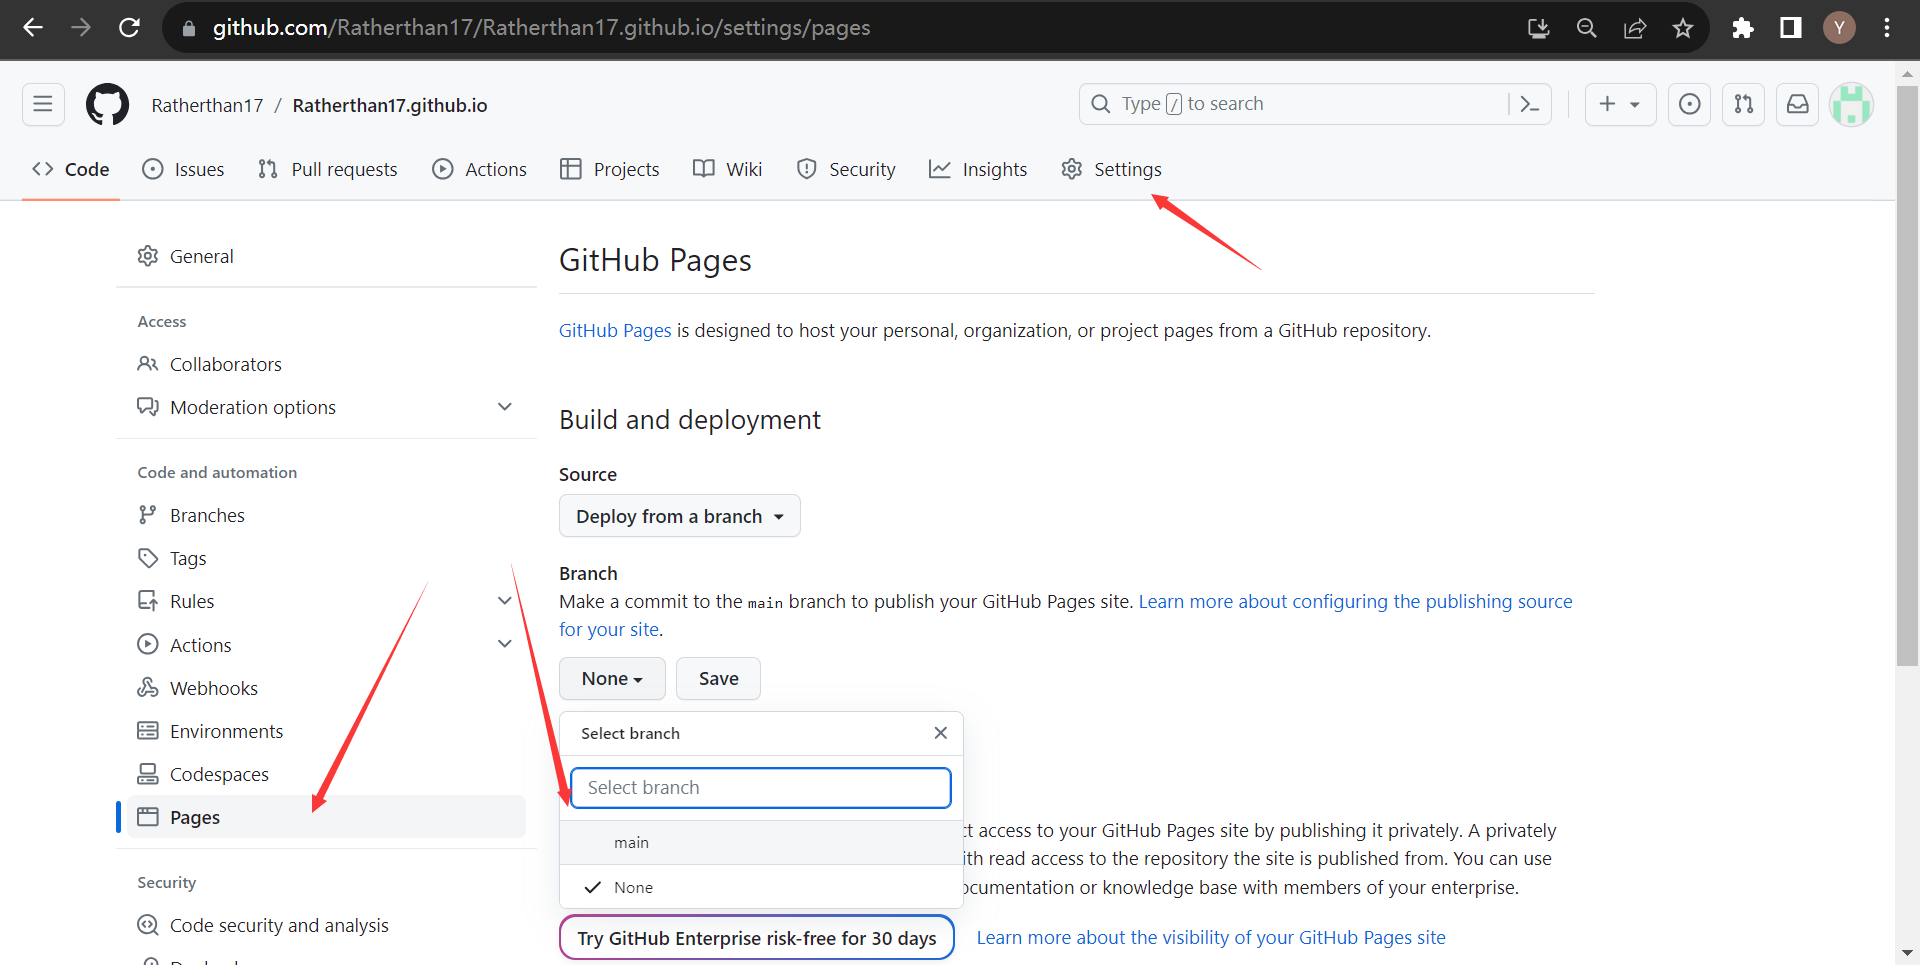 github.com/Ratherthan17/Ratherthan17.github.io/settings/pages
Y
Ratherthan17 / Ratherthan17.github.io
Type / to search
Code
Issues
Pull requests
Actions
Projects
Wiki
Security
Insights
Settings
General
Access
Collaborators
Moderation options
Code and automation
Branches
Tags
Rules
Actions
Webhooks
Environments
Codespaces
Pages
Security
Code security and analysis
GitHub Pages
GitHub Pages is designed to host your personal, organization, or project pages from a GitHub repository.
Build and deployment
Source
Deploy from a branch
Branch
Make a commit to the main branch to publish your GitHub Pages site. Learn more about configuring the publishing source
for your site.
None
Save
Select branch
Select branch
main
None
access to your GitHub Pages site by publishing it privately. A privately
read access to the repository the site is published from. You can use
or knowledge base with members of your enterprise.
Try GitHub Enterprise risk-free for 30 days
Learn more about the visibility of your GitHub Pages site